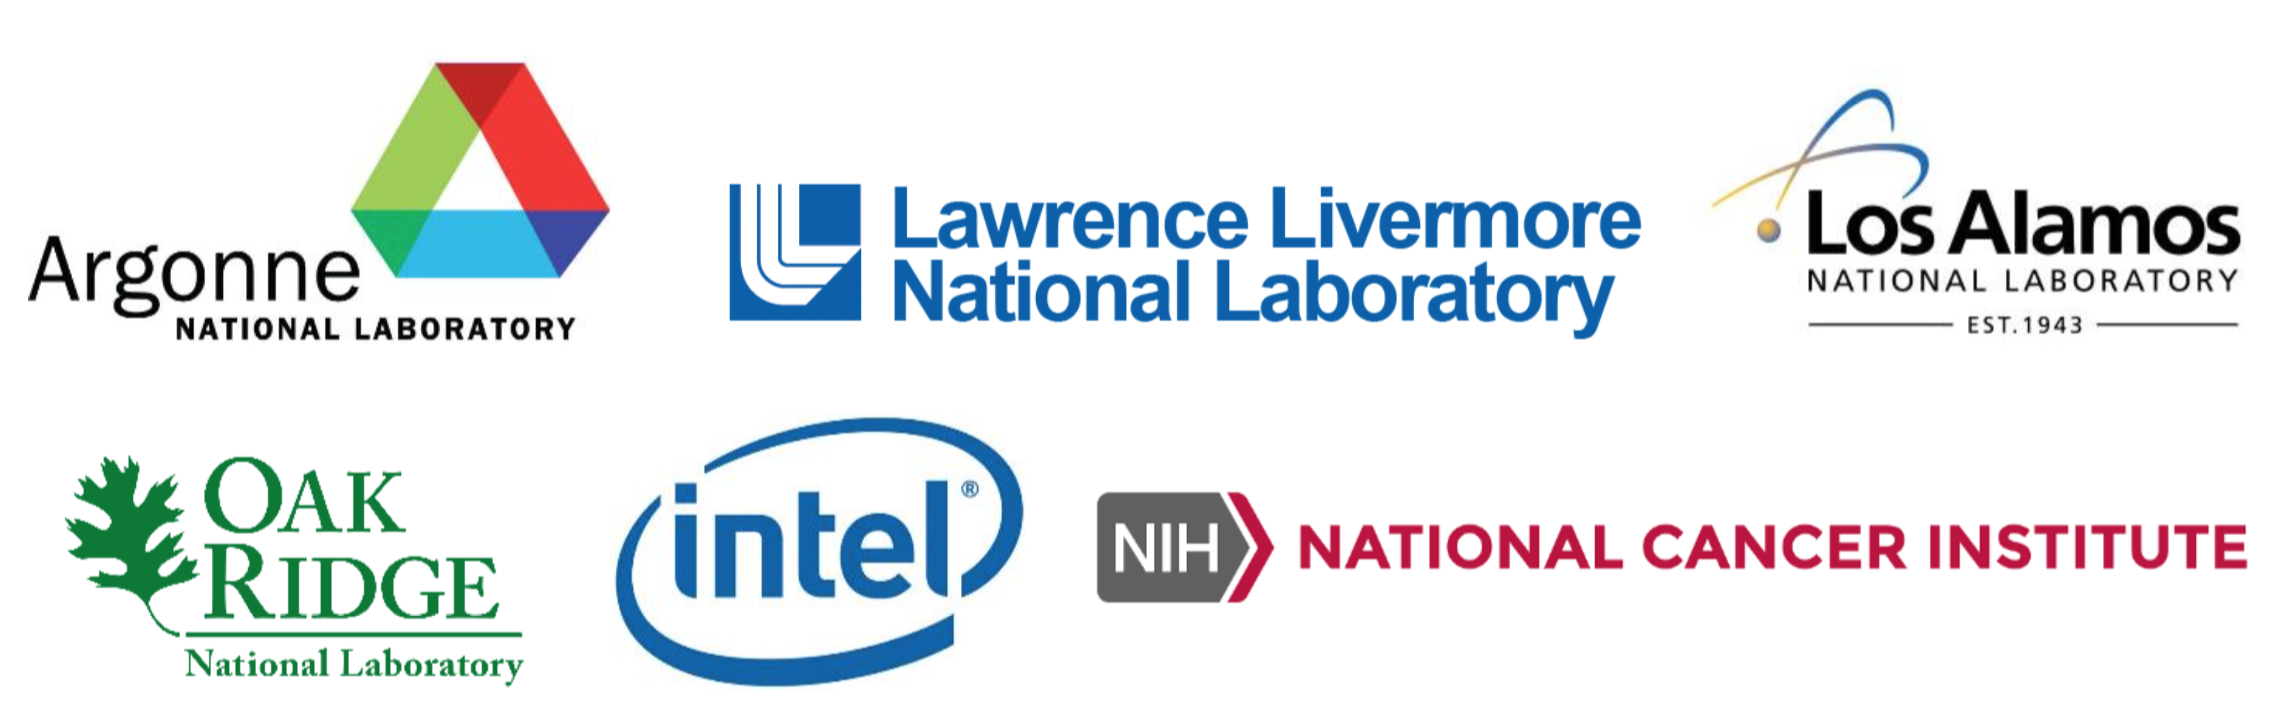 Argonne
NATIONAL LABORATORY
Lawrence Livermore
National Laboratory
Los Alamos
NATIONAL LABORATORY
EST.1943
OAK
RIDGE
National Laboratory
intel®
NIH NATIONAL CANCER INSTITUTE